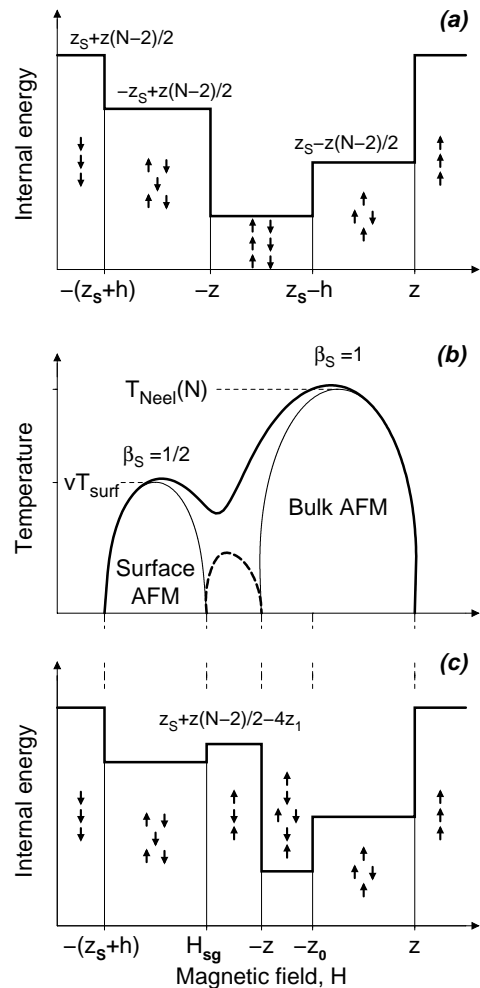 (a)
z_S+z(N-2)/2
-z_S+z(N-2)/2
z_S-z(N-2)/2
Internal energy
-(z_S+h) -z z_S-h z
(b)
β_S =1
T_Neel(N)
β_S =1/2
vT_surf
Temperature
Bulk AFM
Surface
AFM
(c)
z_S+z(N-2)/2-4z_1
Internal energy
-(z_S+h) H_sg -z -z_0 z
Magnetic field, H